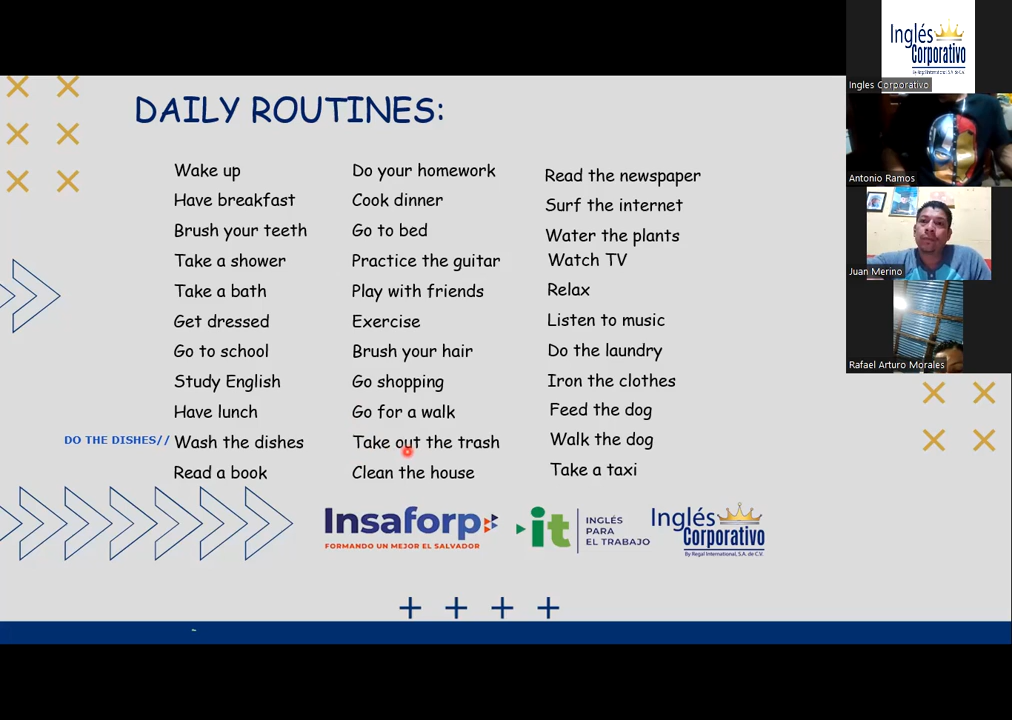 DAILY ROUTINES:
Wake up
Have breakfast
Brush your teeth
Take a shower
Take a bath
Get dressed
Go to school
Study English
Have lunch
DO THE DISHES// Wash the dishes
Read a book
Do your homework
Cook dinner
Go to bed
Practice the guitar
Play with friends
Exercise
Brush your hair
Go shopping
Go for a walk
Take out the trash
Clean the house
Read the newspaper
Surf the internet
Water the plants
Watch TV
Relax
Listen to music
Do the laundry
Iron the clothes
Feed the dog
Walk the dog
Take a taxi
Insaforp
FORMANDO UN MEJOR EL SALVADOR
it
INGLÉS
PARA
EL TRABAJO
Inglés
Corporativo
By Regal International, S.A. de C.V.
Inglés
Corporativo
By Regal International, S.A. de C.V.
Ingles Corporativo
Antonio Ramos
Juan Merino
Rafael Arturo Morales